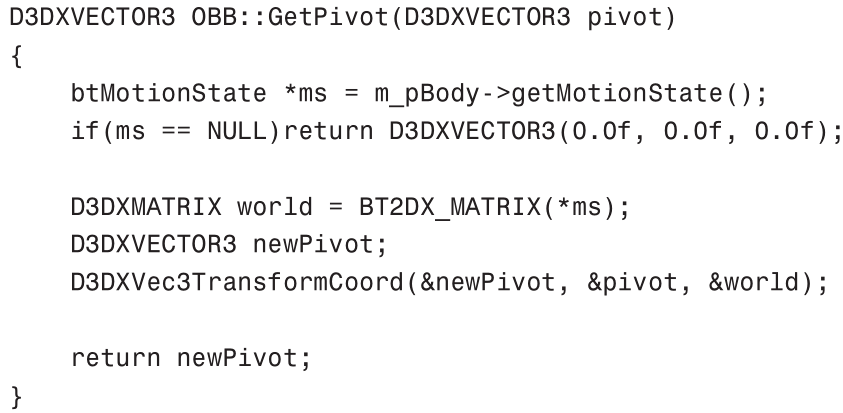 D3DXVECTOR3 OBB::GetPivot(D3DXVECTOR3 pivot)
{
    btMotionState *ms = m_pBody->getMotionState();
    if(ms == NULL)return D3DXVECTOR3(0.0f, 0.0f, 0.0f);

    D3DXMATRIX world = BT2DX_MATRIX(*ms);
    D3DXVECTOR3 newPivot;
    D3DXVec3TransformCoord(&newPivot, &pivot, &world);

    return newPivot;
}